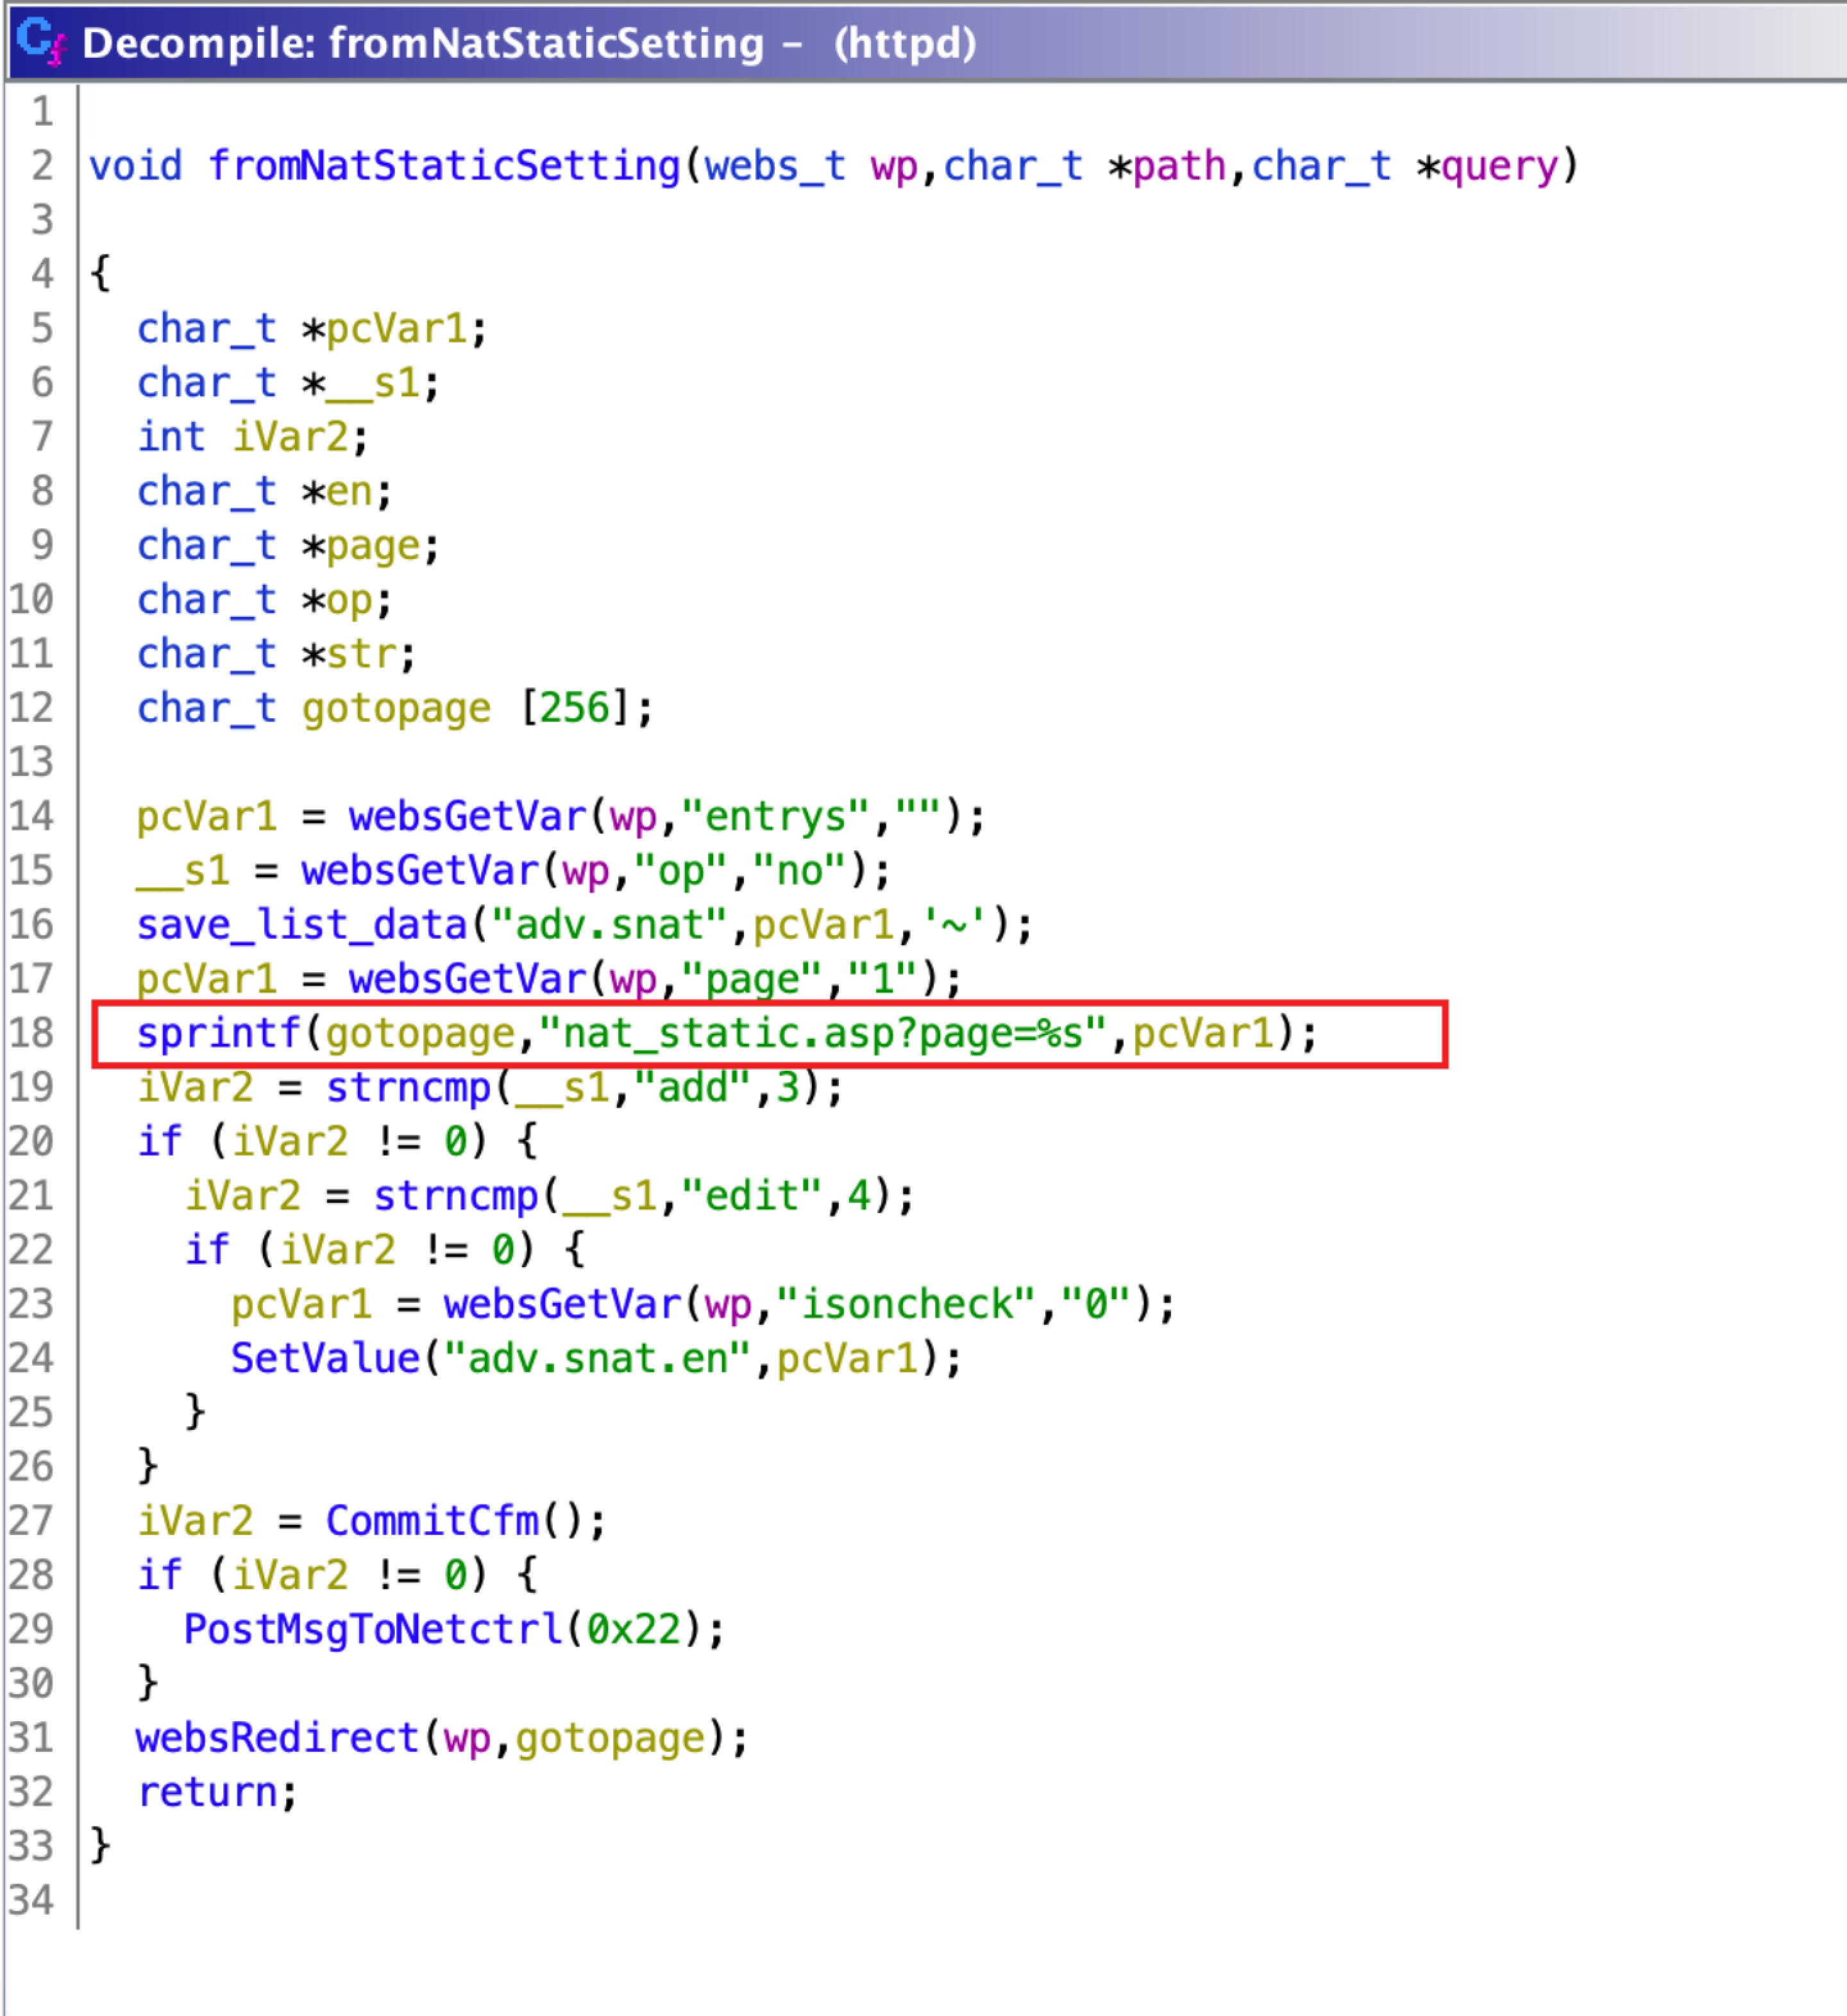 Decompile: fromNatStaticSetting – (httpd)
1
2 void fromNatStaticSetting(webs_t wp,char_t *path,char_t *query)
3
4 {
5   char_t *pcVar1;
6   char_t *__s1;
7   int iVar2;
8   char_t *en;
9   char_t *page;
10   char_t *op;
11   char_t *str;
12   char_t gotopage [256];
13
14   pcVar1 = websGetVar(wp,"entrys","");
15   __s1 = websGetVar(wp,"op","no");
16   save_list_data("adv.snat",pcVar1,'~');
17   pcVar1 = websGetVar(wp,"page","1");
18   sprintf(gotopage,"nat_static.asp?page=%s",pcVar1);
19   iVar2 = strncmp(__s1,"add",3);
20   if (iVar2 != 0) {
21     iVar2 = strncmp(__s1,"edit",4);
22     if (iVar2 != 0) {
23       pcVar1 = websGetVar(wp,"isoncheck","0");
24       SetValue("adv.snat.en",pcVar1);
25     }
26   }
27   iVar2 = CommitCfm();
28   if (iVar2 != 0) {
29     PostMsgToNetctrl(0x22);
30   }
31   websRedirect(wp,gotopage);
32   return;
33 }
34